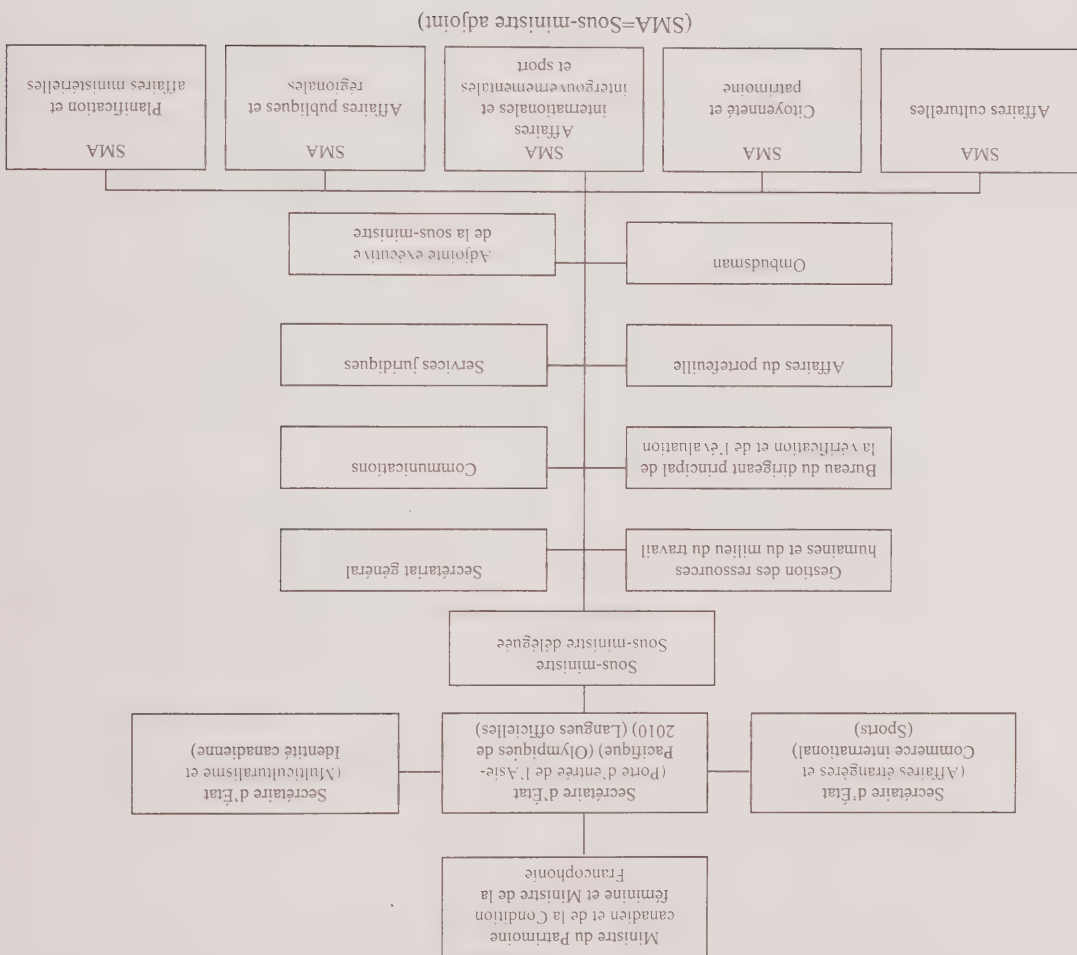 Ministre du Patrimoine
canadien et de la Condition
féminine et Ministre de la
Francophonie
Secrétaire d'État
(Affaires étrangères et
Commerce international)
(Sports)
Secrétaire d'État
(Porte d'entrée de l'Asie-
Pacifique) (Olympiques de
2010) (Langues officielles)
Secrétaire d'État
(Multiculturalisme et
Identité canadienne)
Sous-ministre
Sous-ministre déléguée
Gestion des ressources
humaines et du milieu du travail
Secrétariat général
Bureau du dirigeant principal de
la vérification et de l'évaluation
Communications
Affaires du portefeuille
Services juridiques
Ombudsman
Adjointe exécutive
de la sous-ministre
SMA
Affaires culturelles
SMA
Citoyenneté et
patrimoine
SMA
Affaires
internationales et
intergouvernementales
et sport
SMA
Affaires publiques et
régionales
SMA
Planification et
affaires ministérielles
(SMA=Sous-ministre adjoint)